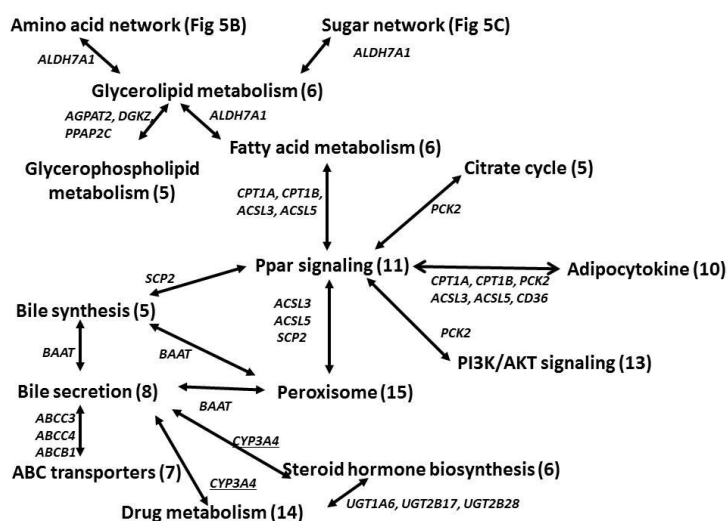 Amino acid network (Fig 5B)
Sugar network (Fig 5C)
ALDH7A1
ALDH7A1
Glycerolipid metabolism (6)
AGPAT2, DGKZ,
PPAP2C
ALDH7A1
Fatty acid metabolism (6)
Glycerophospholipid
metabolism (5)
Citrate cycle (5)
CPT1A, CPT1B,
ACSL3, ACSL5
PCK2
Ppar signaling (11)
Adipocytokine (10)
SCP2
CPT1A, CPT1B, PCK2
ACSL3, ACSL5, CD36
Bile synthesis (5)
ACSL3
ACSL5
SCP2
PCK2
BAAT
BAAT
PI3K/AKT signaling (13)
Bile secretion (8)
Peroxisome (15)
BAAT
ABCC3
ABCC4
ABCB1
CYP3A4
ABC transporters (7)
Steroid hormone biosynthesis (6)
CYP3A4
UGT1A6, UGT2B17, UGT2B28
Drug metabolism (14)